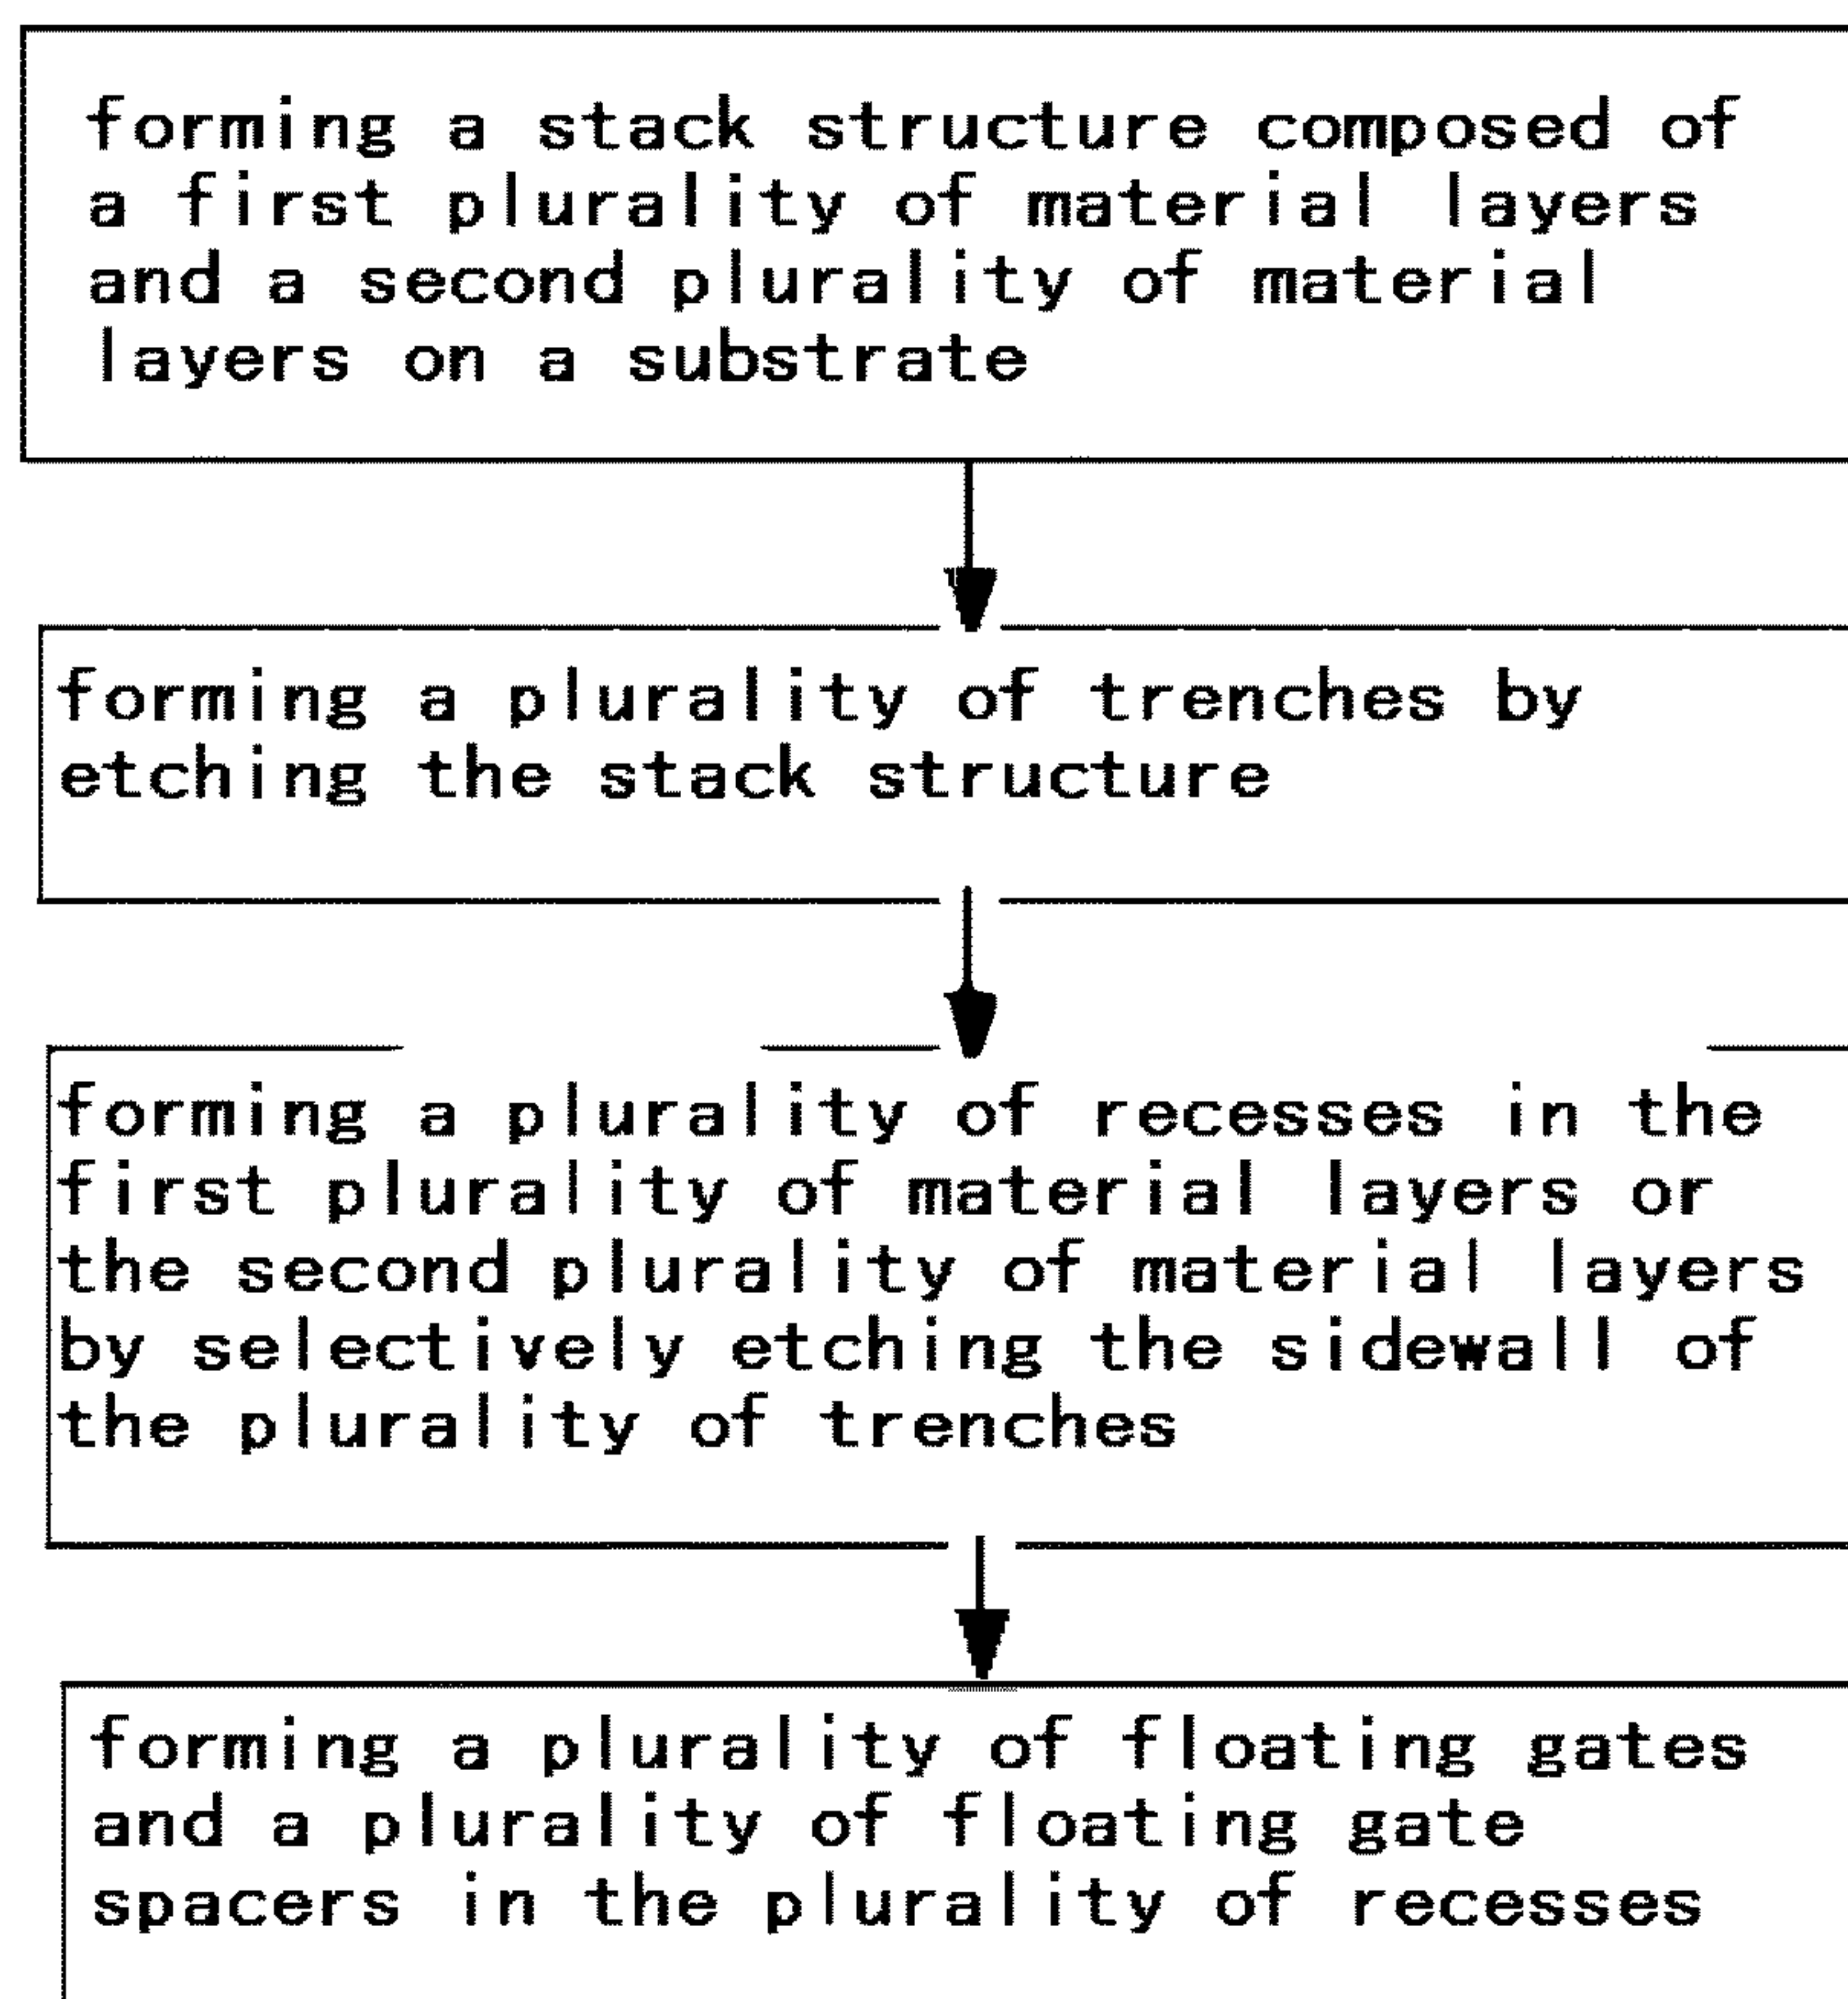 forming a stack structure composed of
a first plurality of material layers
and a second plurality of material
layers on a substrate
forming a plurality of trenches by
etching the stack structure
forming a plurality of recesses in the
first plurality of material layers or
the second plurality of material layers
by selectively etching the sidewall of
the plurality of trenches
forming a plurality of floating gates
and a plurality of floating gate
spacers in the plurality of recesses